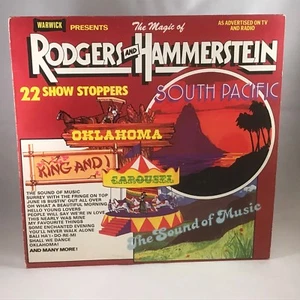 WARWICK
PRESENTS
The Magic of
AS ADVERTISED ON TV
AND RADIO
RODGERS AND HAMMERSTEIN
22 SHOW STOPPERS
SOUTH PACIFIC
OKLAHOMA
KING AND I
CAROUSEL
The Sound of Music
THE SOUND OF MUSIC
SURREY WITH THE FRINGE ON TOP
JUNE IS BUSTIN' OUT ALL OVER
OH WHAT A BEAUTIFUL MORNING
HELLO YOUNG LOVERS
PEOPLE WILL SAY WE'RE IN LOVE
THIS NEARLY WAS MINE
MY FAVOURITE THINGS
SOME ENCHANTED EVENING
YOU'LL NEVER WALK ALONE
BALI HA'I · DO-RE-MI
SHALL WE DANCE
OKLAHOMA!
AND MANY MORE!